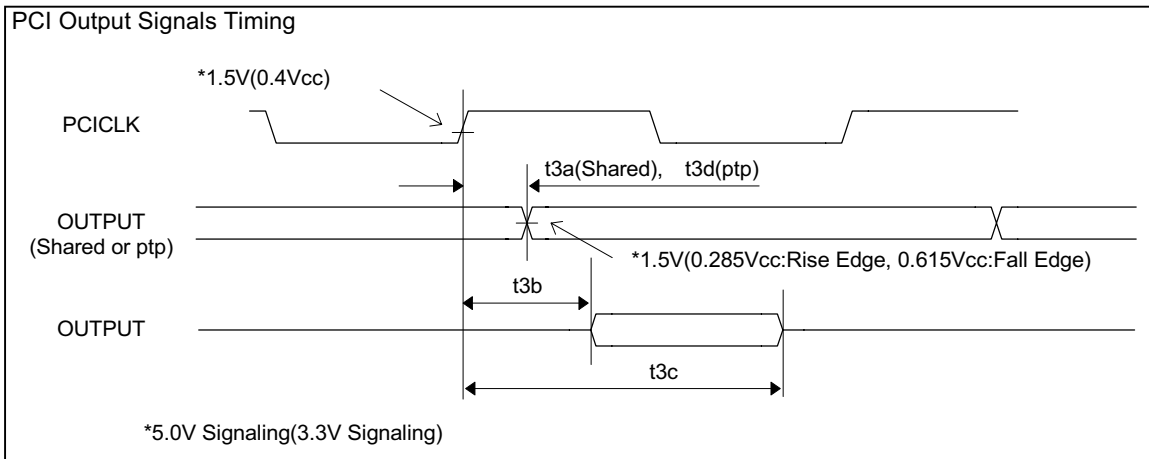 PCI Output Signals Timing
*1.5V(0.4Vcc)
PCICLK
t3a(Shared), t3d(ptp)
OUTPUT
(Shared or ptp)
*1.5V(0.285Vcc:Rise Edge, 0.615Vcc:Fall Edge)
t3b
OUTPUT
t3c
*5.0V Signaling(3.3V Signaling)